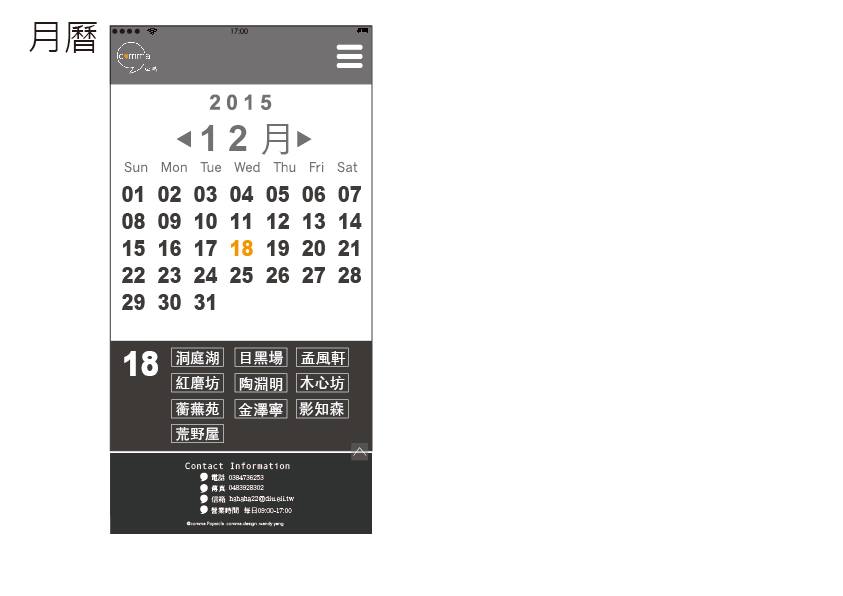 月曆
17:00
comma
2015
12 月
Sun Mon Tue Wed Thu Fri Sat
01 02 03 04 05 06 07
08 09 10 11 12 13 14
15 16 17 18 19 20 21
22 23 24 25 26 27 28
29 30 31
18 洞庭湖 目黑場 孟風軒
紅磨坊 陶淵明 木心坊
蘅蕪苑 金澤寧 影知森
荒野屋
Contact Information
電話 0384736253
傳真 0483928302
信箱
營業時間 每日09:00-17:00